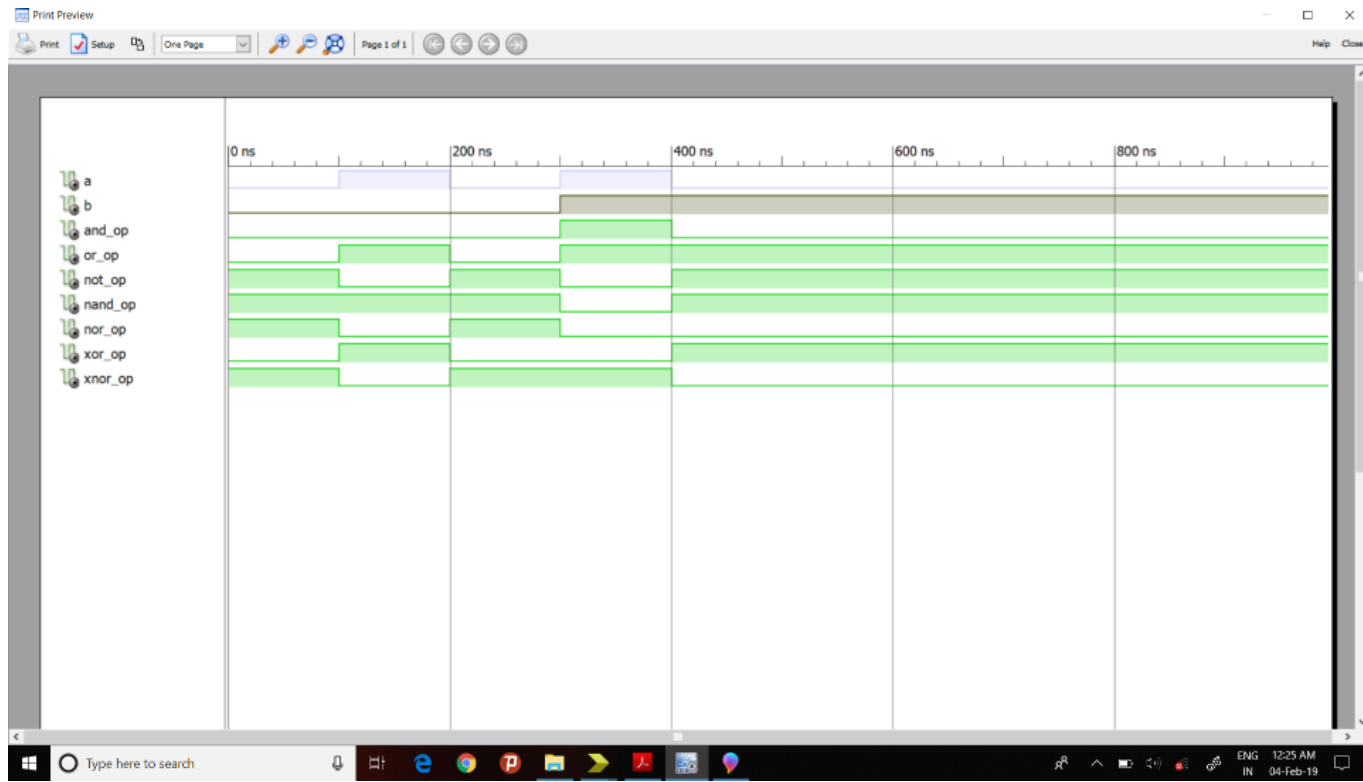 Print Preview
Print Setup One Page Page 1 of 1 Help Close
0 ns 200 ns 400 ns 600 ns 800 ns
a
b
and_op
or_op
not_op
nand_op
nor_op
xor_op
xnor_op
Type here to search
ENG 12:25 AM
IN 04-Feb-19